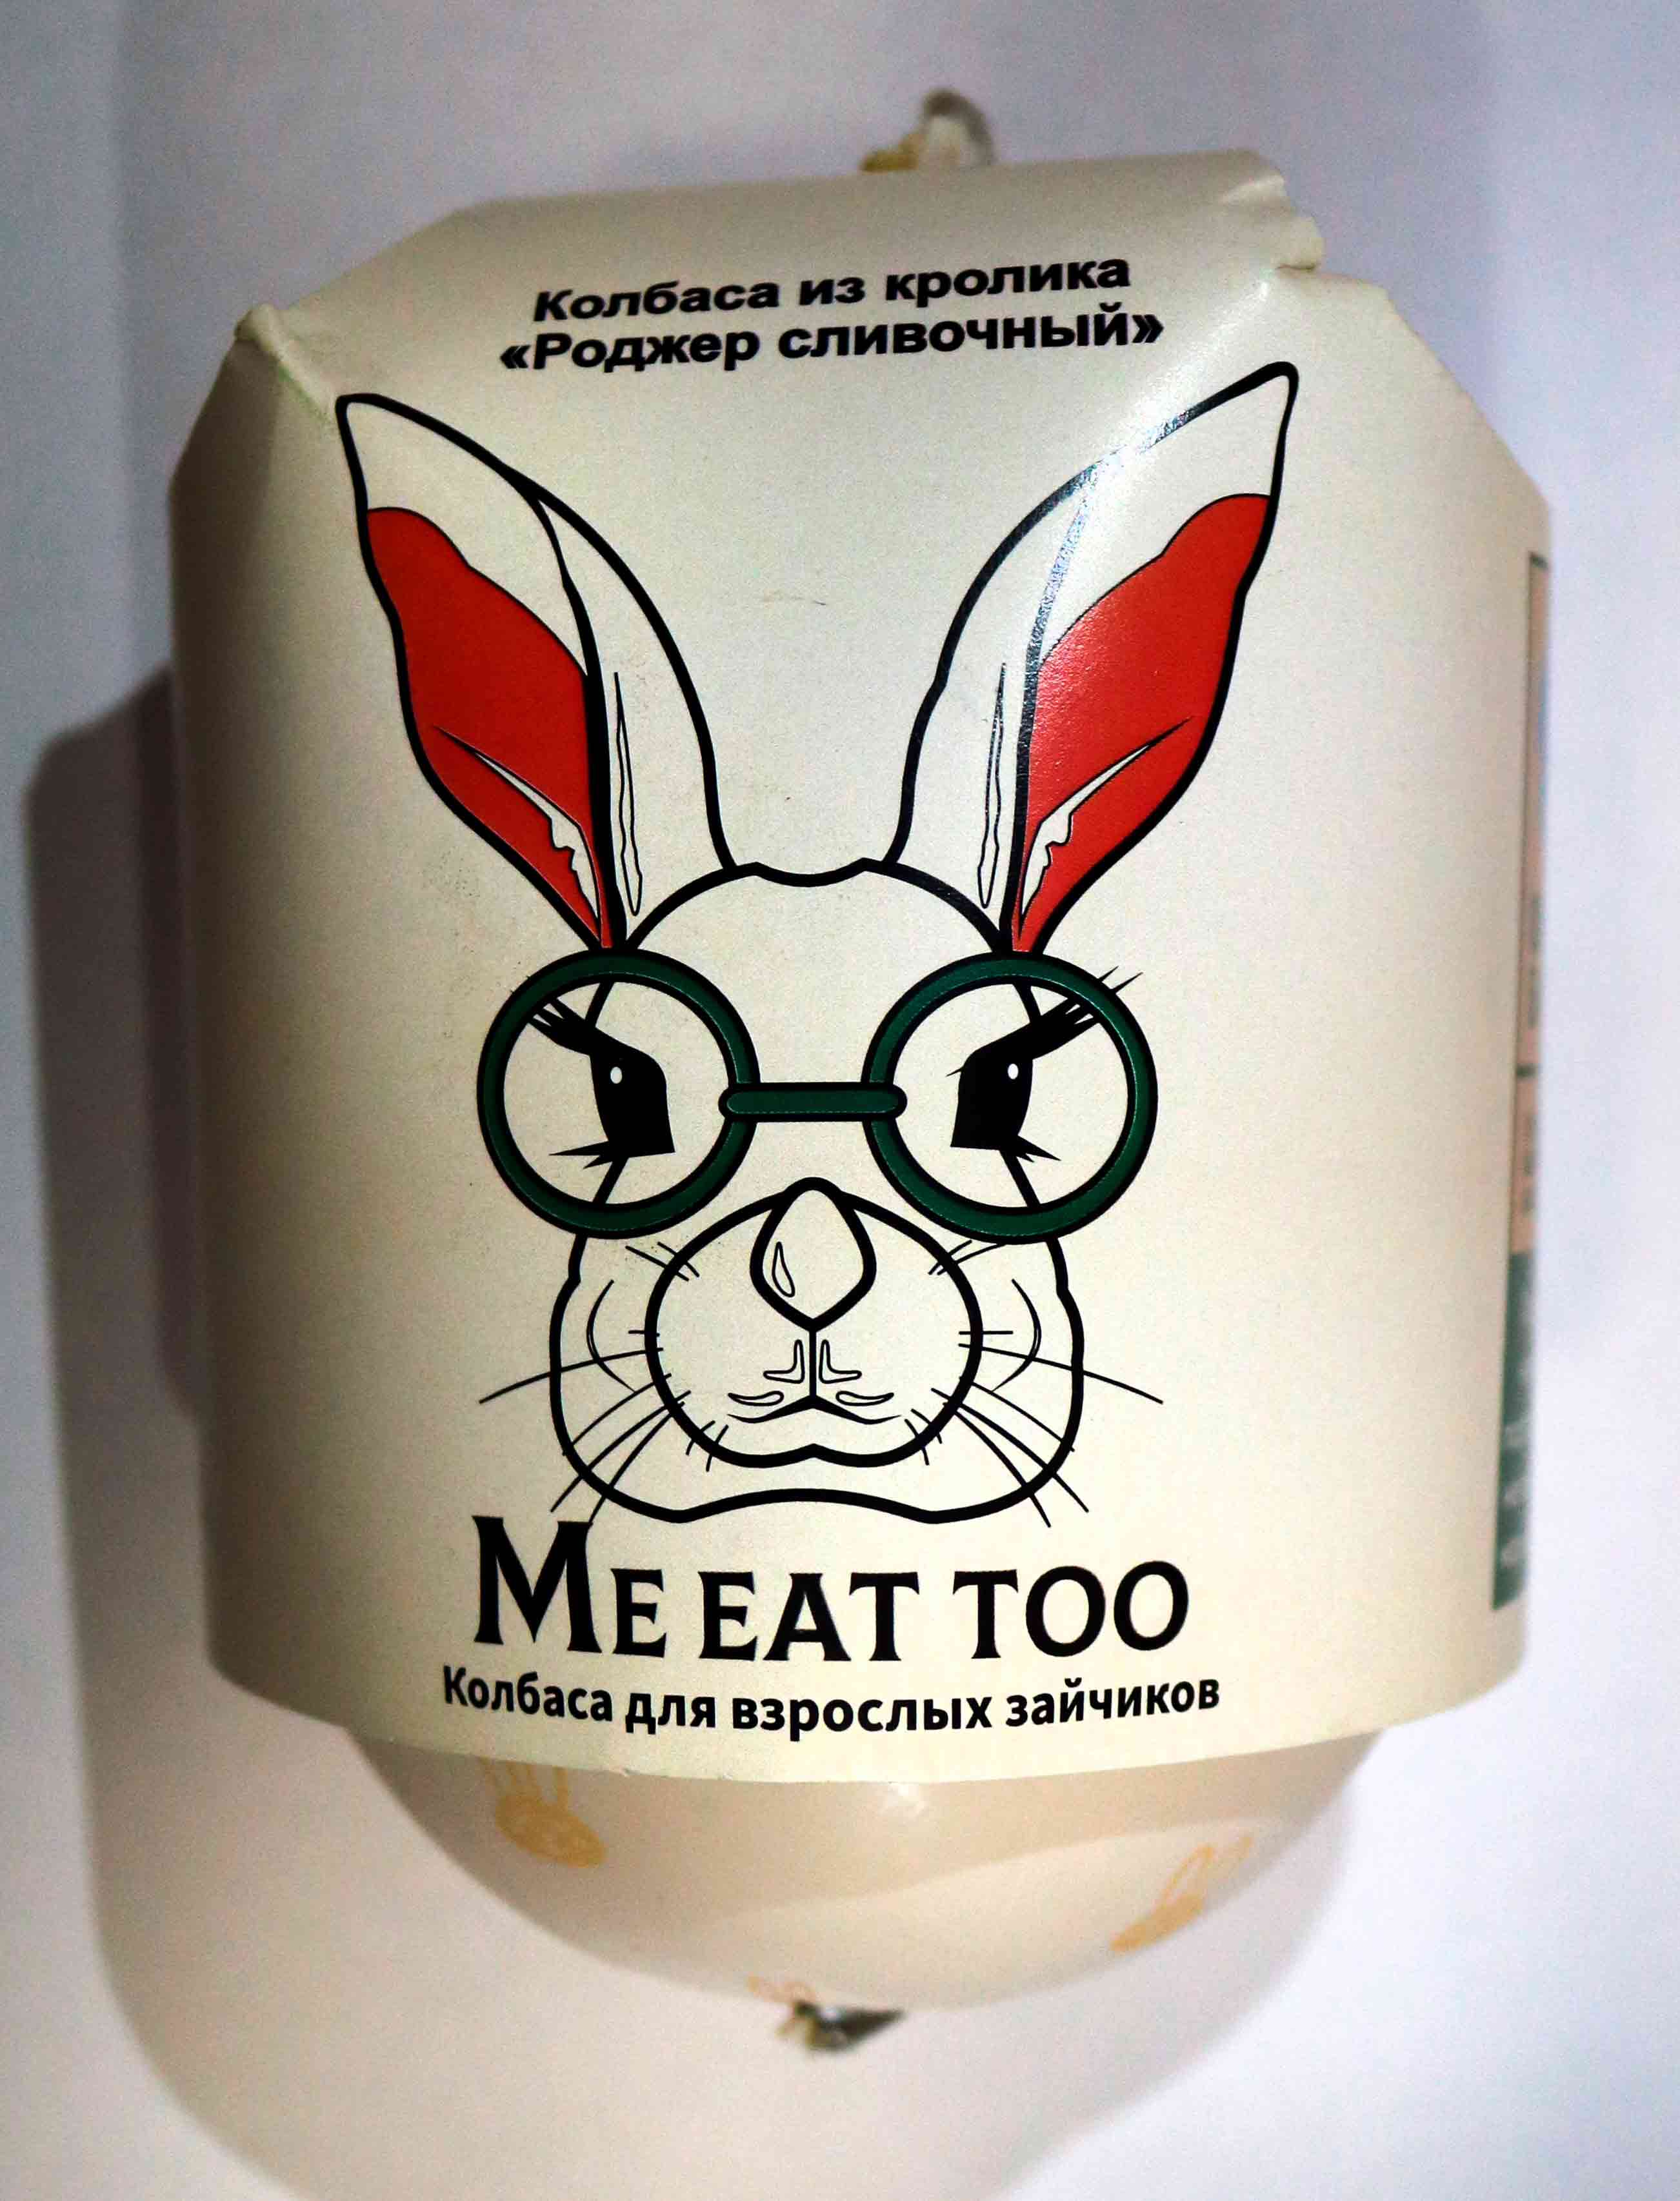 Колбаса из кролика
«Роджер сливочный»
ME EAT TOO
Колбаса для взрослых зайчиков